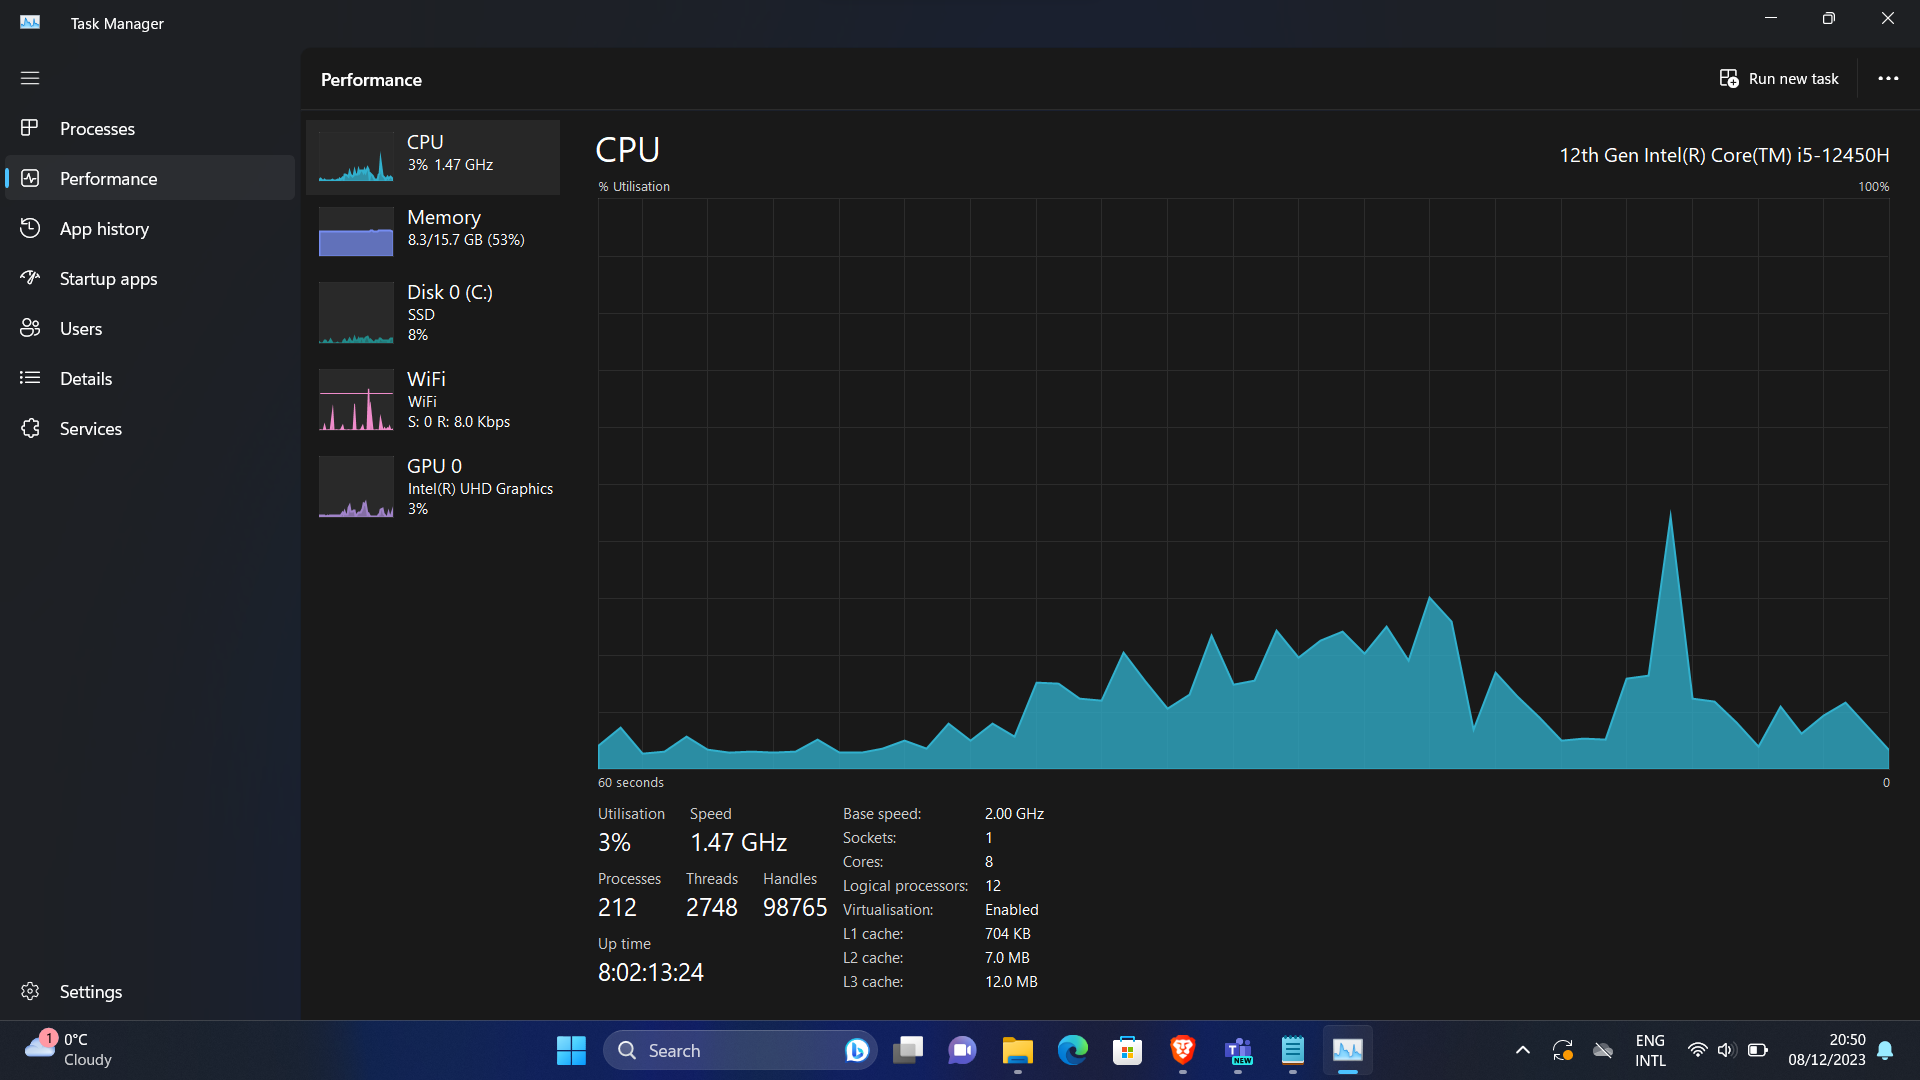 Task Manager
Performance
Run new task
Processes
Performance
App history
Startup apps
Users
Details
Services
Settings
CPU
3% 1.47 GHz
Memory
8.3/15.7 GB (53%)
Disk 0 (C:)
SSD
8%
WiFi
WiFi
S: 0 R: 8.0 Kbps
GPU 0
Intel(R) UHD Graphics
3%
CPU
12th Gen Intel(R) Core(TM) i5-12450H
% Utilisation
100%
60 seconds
0
Utilisation
3%
Speed
1.47 GHz
Processes
212
Threads
2748
Handles
98765
Up time
8:02:13:24
Base speed: 2.00 GHz
Sockets: 1
Cores: 8
Logical processors: 12
Virtualisation: Enabled
L1 cache: 704 KB
L2 cache: 7.0 MB
L3 cache: 12.0 MB
1
0°C
Cloudy
Search
NEW
ENG
INTL
20:50
08/12/2023